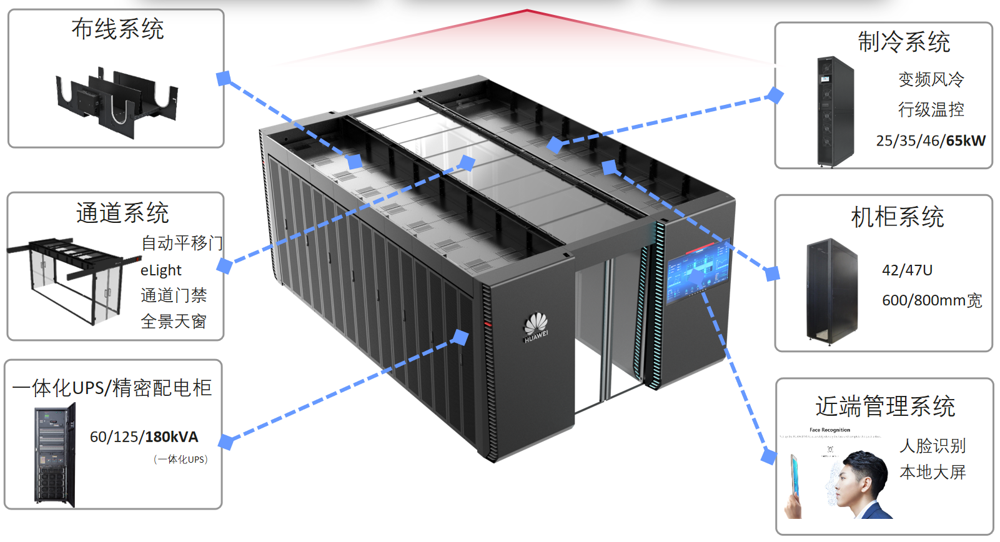 布线系统
通道系统
自动平移门
eLight
通道门禁
全景天窗
一体化UPS/精密配电柜
60/125/180kVA
(一体化UPS)
HUAWEI
制冷系统
变频风冷
行级温控
25/35/46/65kW
机柜系统
42/47U
600/800mm宽
近端管理系统
Face Recognition
人脸识别
本地大屏